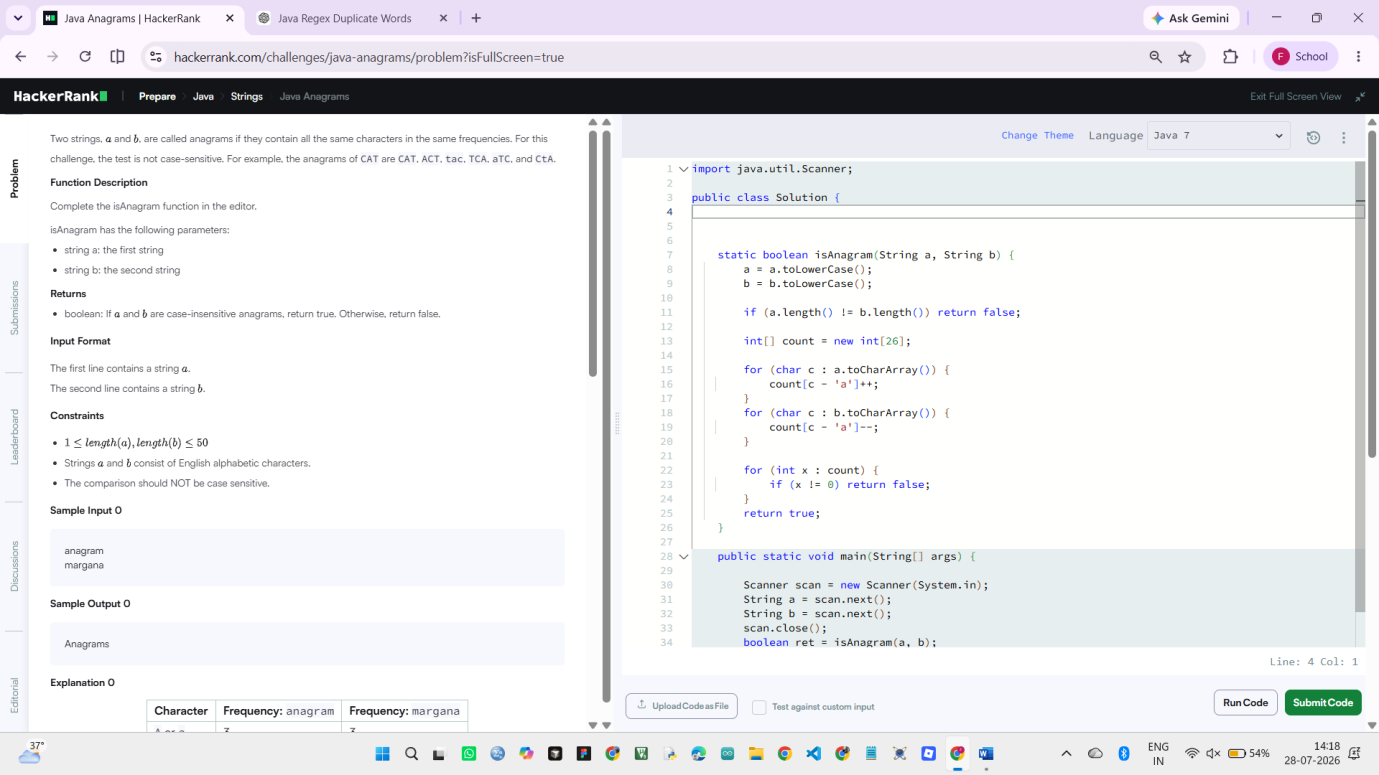 Java Anagrams | HackerRank
Java Regex Duplicate Words
Ask Gemini
hackerrank.com/challenges/java-anagrams/problem?isFullScreen=true
F School
HackerRank
Prepare Java Strings Java Anagrams
Exit Full Screen View
Problem
Submissions
Leaderboard
Discussions
Editorial
Two strings, a and b, are called anagrams if they contain all the same characters in the same frequencies. For this
challenge, the test is not case-sensitive. For example, the anagrams of CAT are CAT, ACT, tac, TCA, aTC, and CtA.
Function Description
Complete the isAnagram function in the editor.
isAnagram has the following parameters:
• string a: the first string
• string b: the second string
Returns
• boolean: If a and b are case-insensitive anagrams, return true. Otherwise, return false.
Input Format
The first line contains a string a.
The second line contains a string b.
Constraints
• 1 ≤ length(a), length(b) ≤ 50
• Strings a and b consist of English alphabetic characters.
• The comparison should NOT be case sensitive.
Sample Input 0
anagram
margana
Sample Output 0
Anagrams
Explanation 0
Character Frequency: anagram Frequency: margana
Change Theme Language Java 7
1 import java.util.Scanner;
2
3 public class Solution {
4
5
6
7 static boolean isAnagram(String a, String b) {
8 a = a.toLowerCase();
9 b = b.toLowerCase();
10
11 if (a.length() != b.length()) return false;
12
13 int[] count = new int[26];
14
15 for (char c : a.toCharArray()) {
16 count[c - 'a']++;
17 }
18 for (char c : b.toCharArray()) {
19 count[c - 'a']--;
20 }
21
22 for (int x : count) {
23 if (x != 0) return false;
24 }
25 return true;
26 }
27
28 public static void main(String[] args) {
29
30 Scanner scan = new Scanner(System.in);
31 String a = scan.next();
32 String b = scan.next();
33 scan.close();
34 boolean ret = isAnagram(a, b);
Line: 4 Col: 1
Upload Code as File
Test against custom input
Run Code
Submit Code
37°
ENG
IN
54%
14:18
28-07-2026